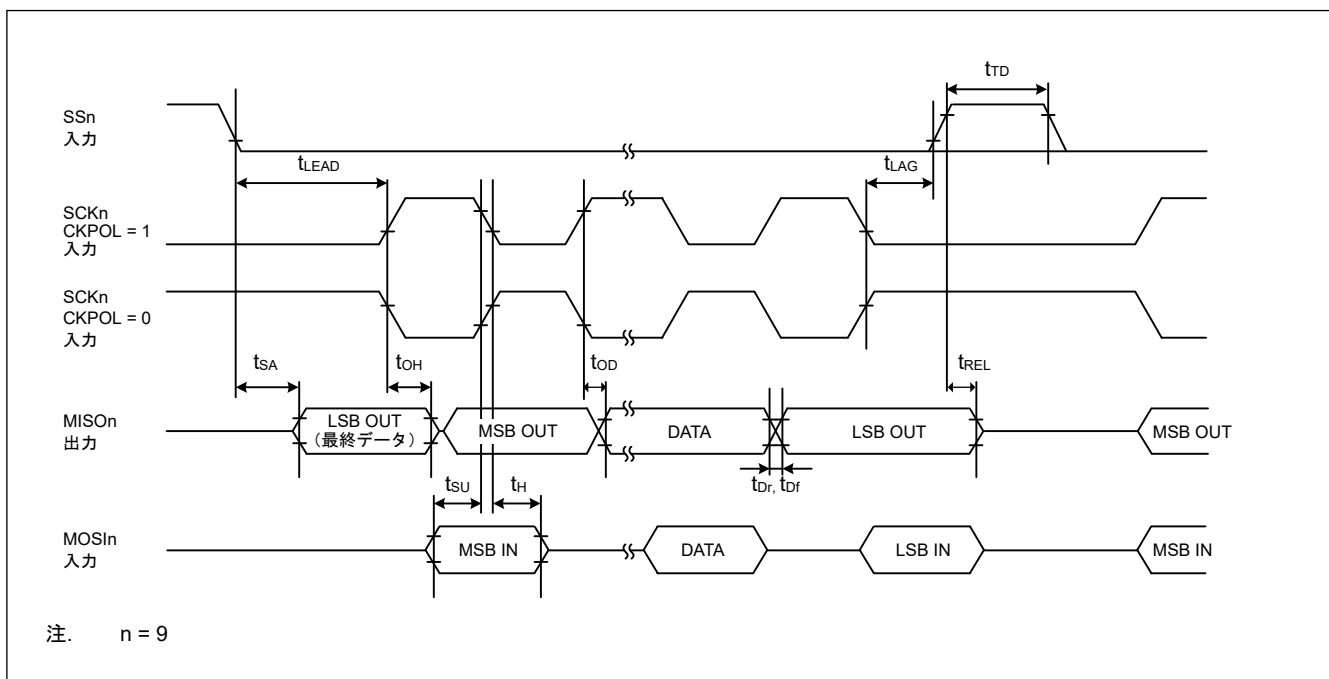 tTD
SSn
入力
tLEAD
tLAG
SCKn
CKPOL = 1
入力
SCKn
CKPOL = 0
入力
tSA
tOH
tOD
tREL
MISOn
出力
LSB OUT
（最終データ）
MSB OUT
DATA
LSB OUT
MSB OUT
tSU
tH
tDr, tDf
MOSIn
入力
MSB IN
DATA
LSB IN
MSB IN
注. n = 9